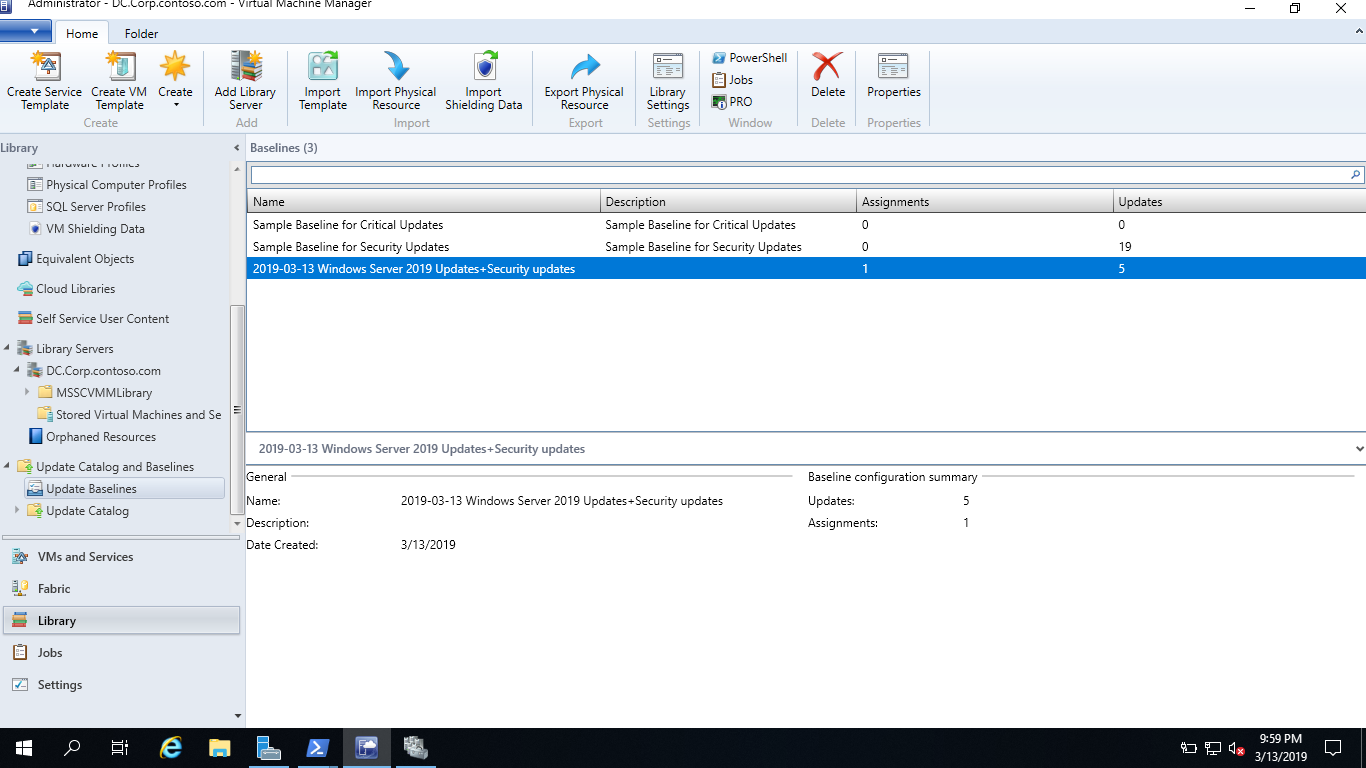 Administrator - DC.Corp.contoso.com - Virtual Machine Manager
Home
Folder
Create Service Template
Create VM Template
Create
Add Library Server
Import Template
Import Physical Resource
Import Shielding Data
Export Physical Resource
Library Settings
PowerShell
Jobs
PRO
Delete
Properties
Create
Add
Import
Export
Settings
Window
Delete
Properties
Library
Hardware Profiles
Physical Computer Profiles
SQL Server Profiles
VM Shielding Data
Equivalent Objects
Cloud Libraries
Self Service User Content
Library Servers
DC.Corp.contoso.com
MSSCVMMLibrary
Stored Virtual Machines and Se
Orphaned Resources
Update Catalog and Baselines
Update Baselines
Update Catalog
VMs and Services
Fabric
Library
Jobs
Settings
Baselines (3)
Name Description Assignments Updates
Sample Baseline for Critical Updates Sample Baseline for Critical Updates 0 0
Sample Baseline for Security Updates Sample Baseline for Security Updates 0 19
2019-03-13 Windows Server 2019 Updates+Security updates 1 5
2019-03-13 Windows Server 2019 Updates+Security updates
General
Name: 2019-03-13 Windows Server 2019 Updates+Security updates
Description:
Date Created: 3/13/2019
Baseline configuration summary
Updates: 5
Assignments: 1
9:59 PM
3/13/2019